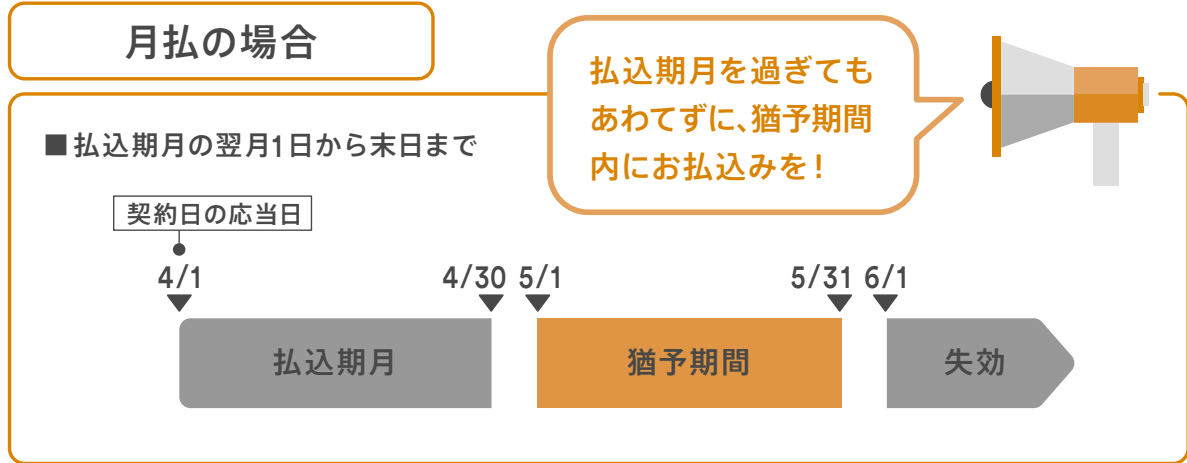 月払の場合
払込期月を過ぎても
あわてずに、猶予期間
内にお払込みを！
■払込期月の翌月1日から末日まで
契約日の応当日
4/1 4/30 5/1 5/31 6/1
払込期月 猶予期間 失効